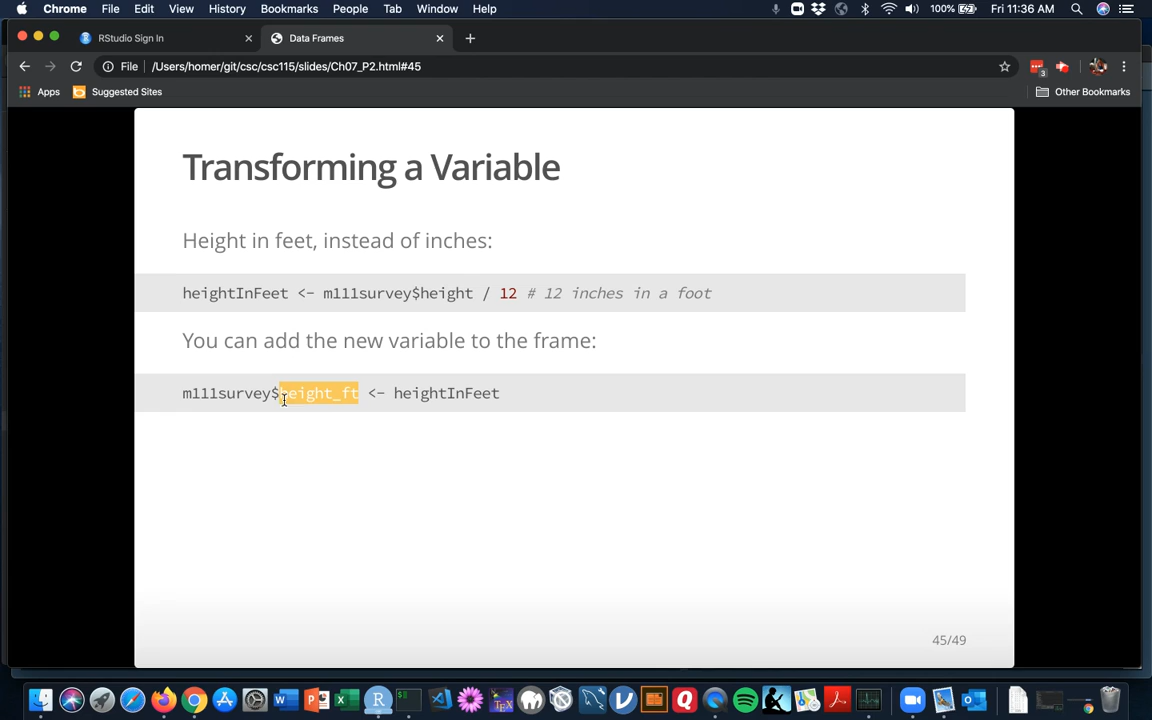 Chrome File Edit View History Bookmarks People Tab Window Help 100% Fri 11:36 AM
RStudio Sign In Data Frames
File /Users/homer/git/csc/csc115/slides/Ch07_P2.html#45 3
Apps Suggested Sites Other Bookmarks
Transforming a Variable
Height in feet, instead of inches:
heightInFeet <- m111survey$height / 12 # 12 inches in a foot
You can add the new variable to the frame:
m111survey$height_ft <- heightInFeet
45/49